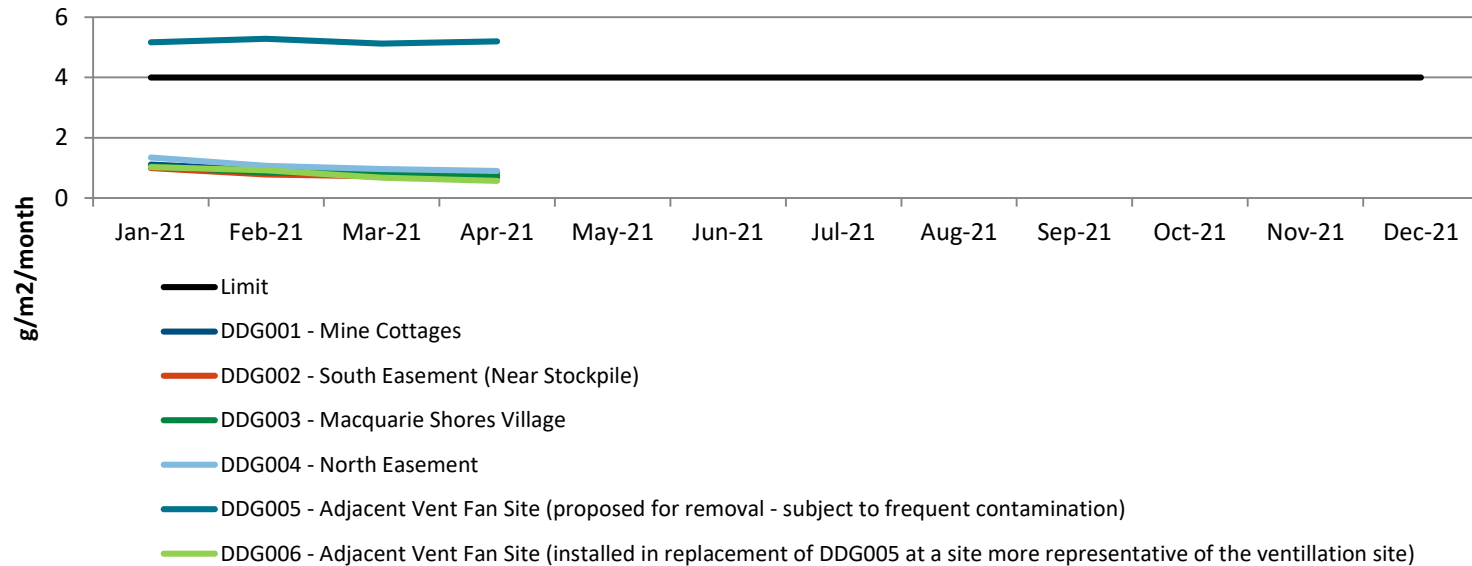 6
4
2
0
g/m2/month
Jan-21 Feb-21 Mar-21 Apr-21 May-21 Jun-21 Jul-21 Aug-21 Sep-21 Oct-21 Nov-21 Dec-21
Limit
DDG001 - Mine Cottages
DDG002 - South Easement (Near Stockpile)
DDG003 - Macquarie Shores Village
DDG004 - North Easement
DDG005 - Adjacent Vent Fan Site (proposed for removal - subject to frequent contamination)
DDG006 - Adjacent Vent Fan Site (installed in replacement of DDG005 at a site more representative of the ventillation site)